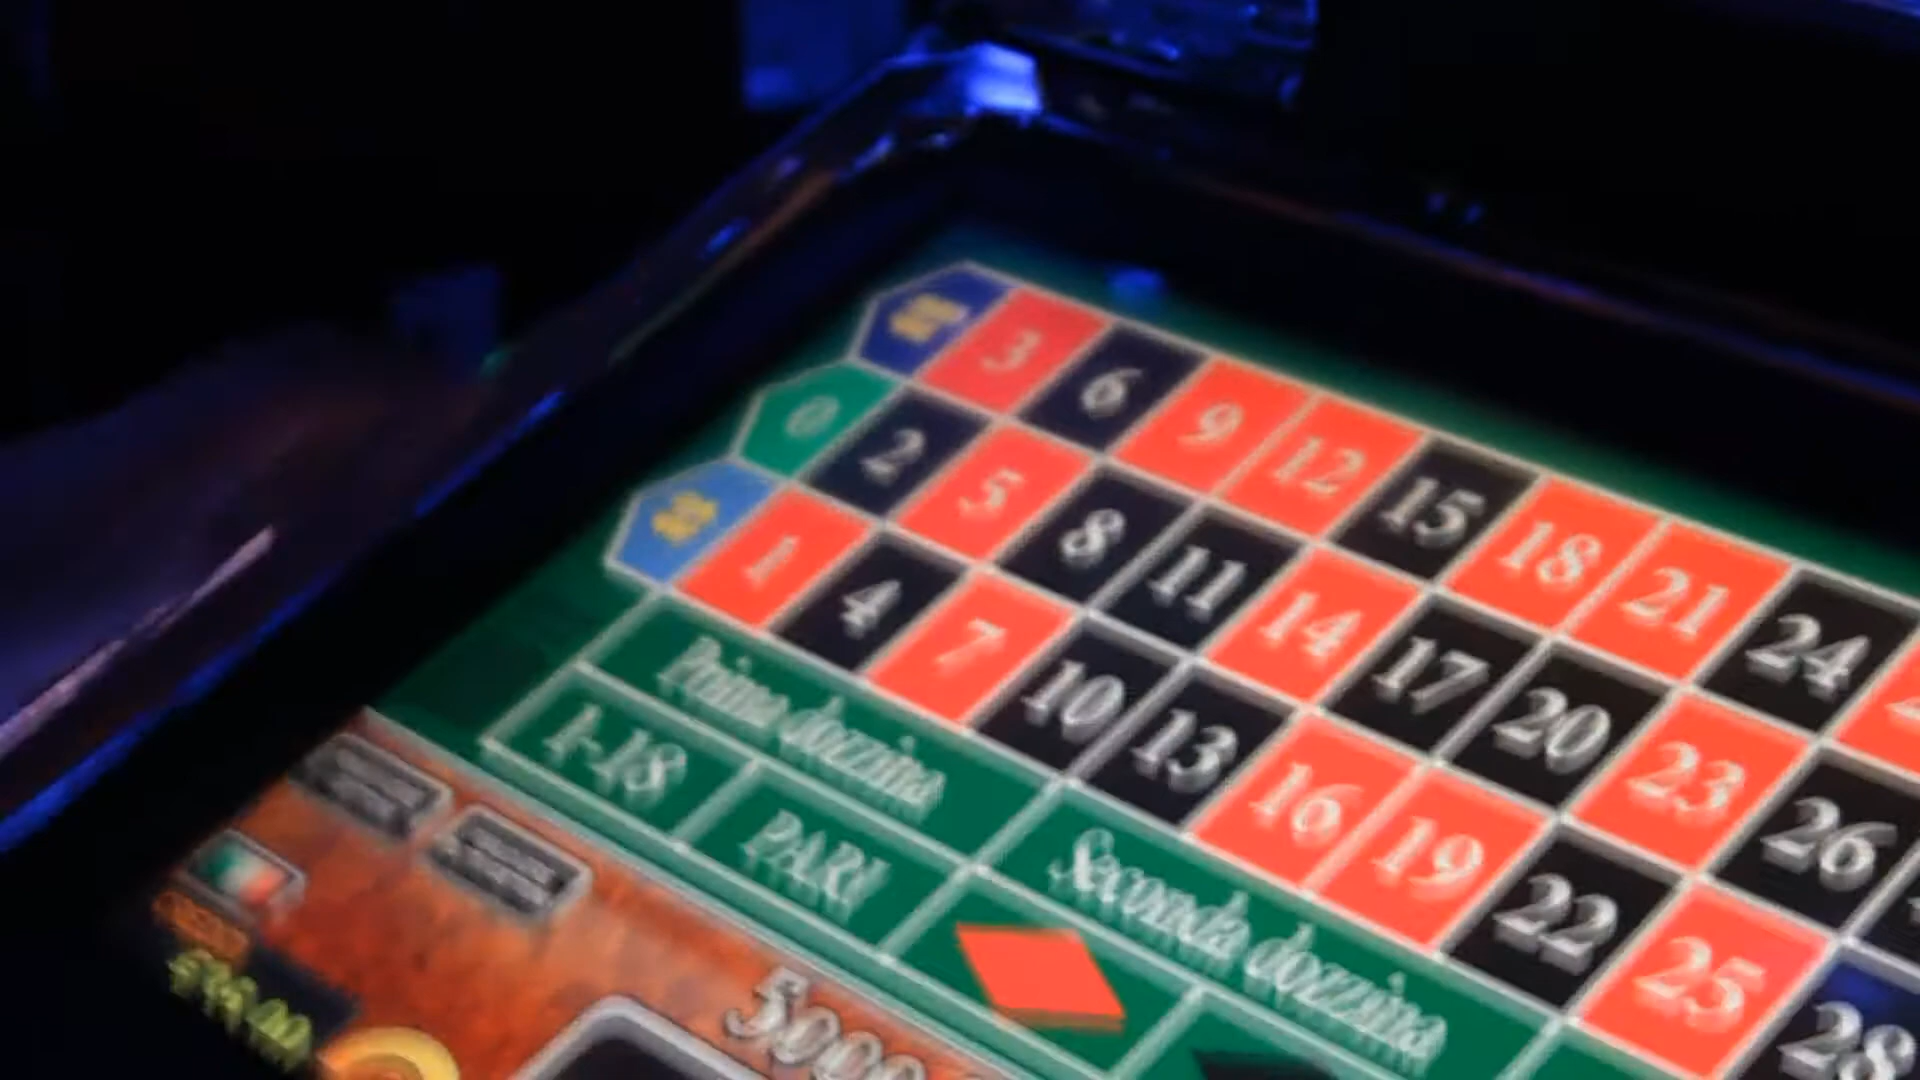 3 6 9 12 15 18 21 24
0 2 5 8 11 14 17 20 23 26
1 4 7 10 13 16 19 22 25 28
Prima dozzina Seconda dozzina
1-18 PARI
5000